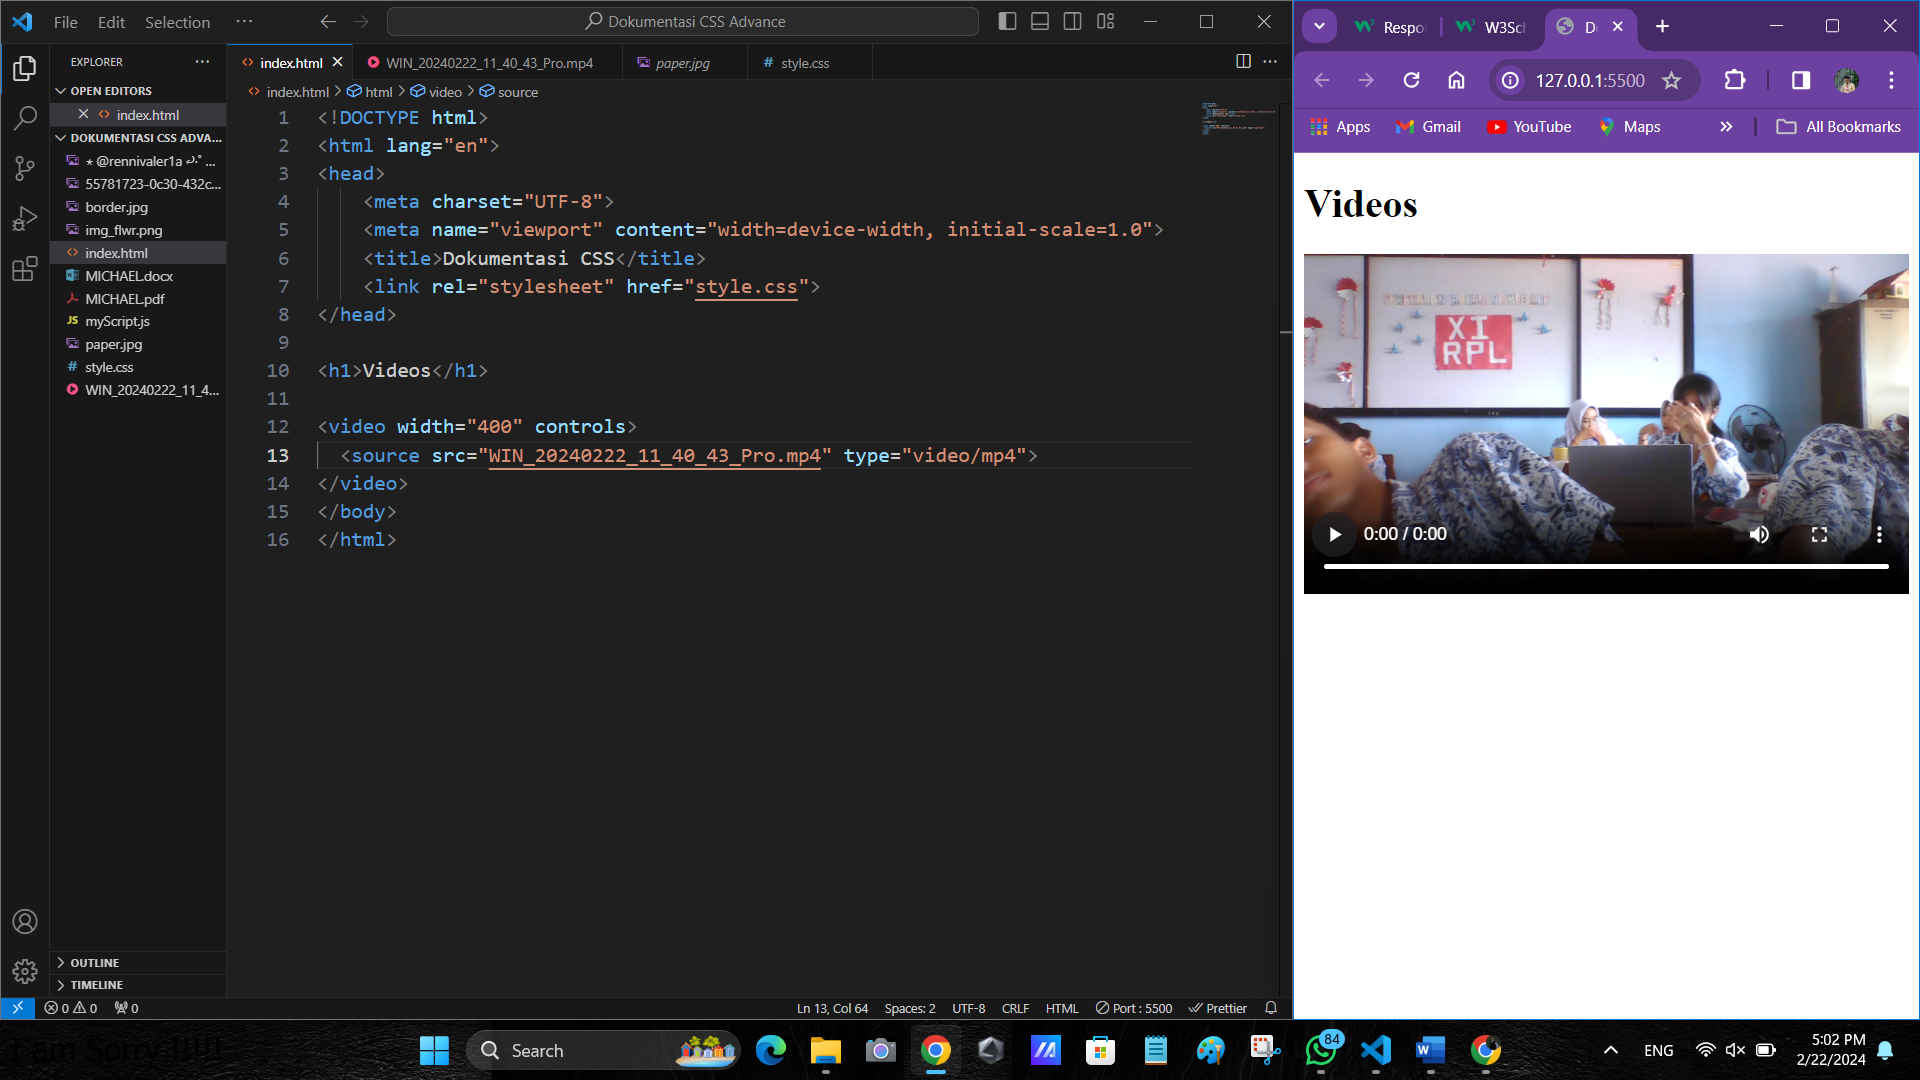 File Edit Selection ··· Dokumentasi CSS Advance
EXPLORER ···
OPEN EDITORS
index.html
DOKUMENTASI CSS ADVA...
55781723-0c30-432c...
border.jpg
img_flwr.png
index.html
MICHAEL.docx
MICHAEL.pdf
myScript.js
paper.jpg
style.css
WIN_20240222_11_4...
OUTLINE
TIMELINE
index.html WIN_20240222_11_40_43_Pro.mp4 paper.jpg style.css
index.html > html > video > source
1 <!DOCTYPE html>
2 <html lang="en">
3 <head>
4 <meta charset="UTF-8">
5 <meta name="viewport" content="width=device-width, initial-scale=1.0">
6 <title>Dokumentasi CSS</title>
7 <link rel="stylesheet" href="style.css">
8 </head>
9
10 <h1>Videos</h1>
11
12 <video width="400" controls>
13 <source src="WIN_20240222_11_40_43_Pro.mp4" type="video/mp4">
14 </video>
15 </body>
16 </html>
0 0 0 Ln 13, Col 64 Spaces: 2 UTF-8 CRLF HTML Port : 5500 Prettier
Respo W3Sch D
127.0.0.1:5500
Apps Gmail YouTube Maps » All Bookmarks
Videos
XI
RPL
0:00 / 0:00
Search 84 ENG 5:02 PM
2/22/2024